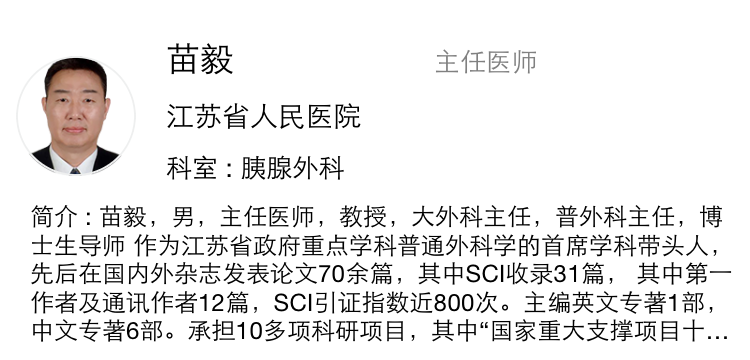 苗毅 主任医师
江苏省人民医院
科室：胰腺外科
简介：苗毅，男，主任医师，教授，大外科主任，普外科主任，博
士生导师 作为江苏省政府重点学科普通外科学的首席学科带头人，
先后在国内外杂志发表论文70余篇，其中SCI收录31篇， 其中第一
作者及通讯作者12篇，SCI引证指数近800次。主编英文专著1部，
中文专著6部。承担10多项科研项目，其中“国家重大支撑项目十...